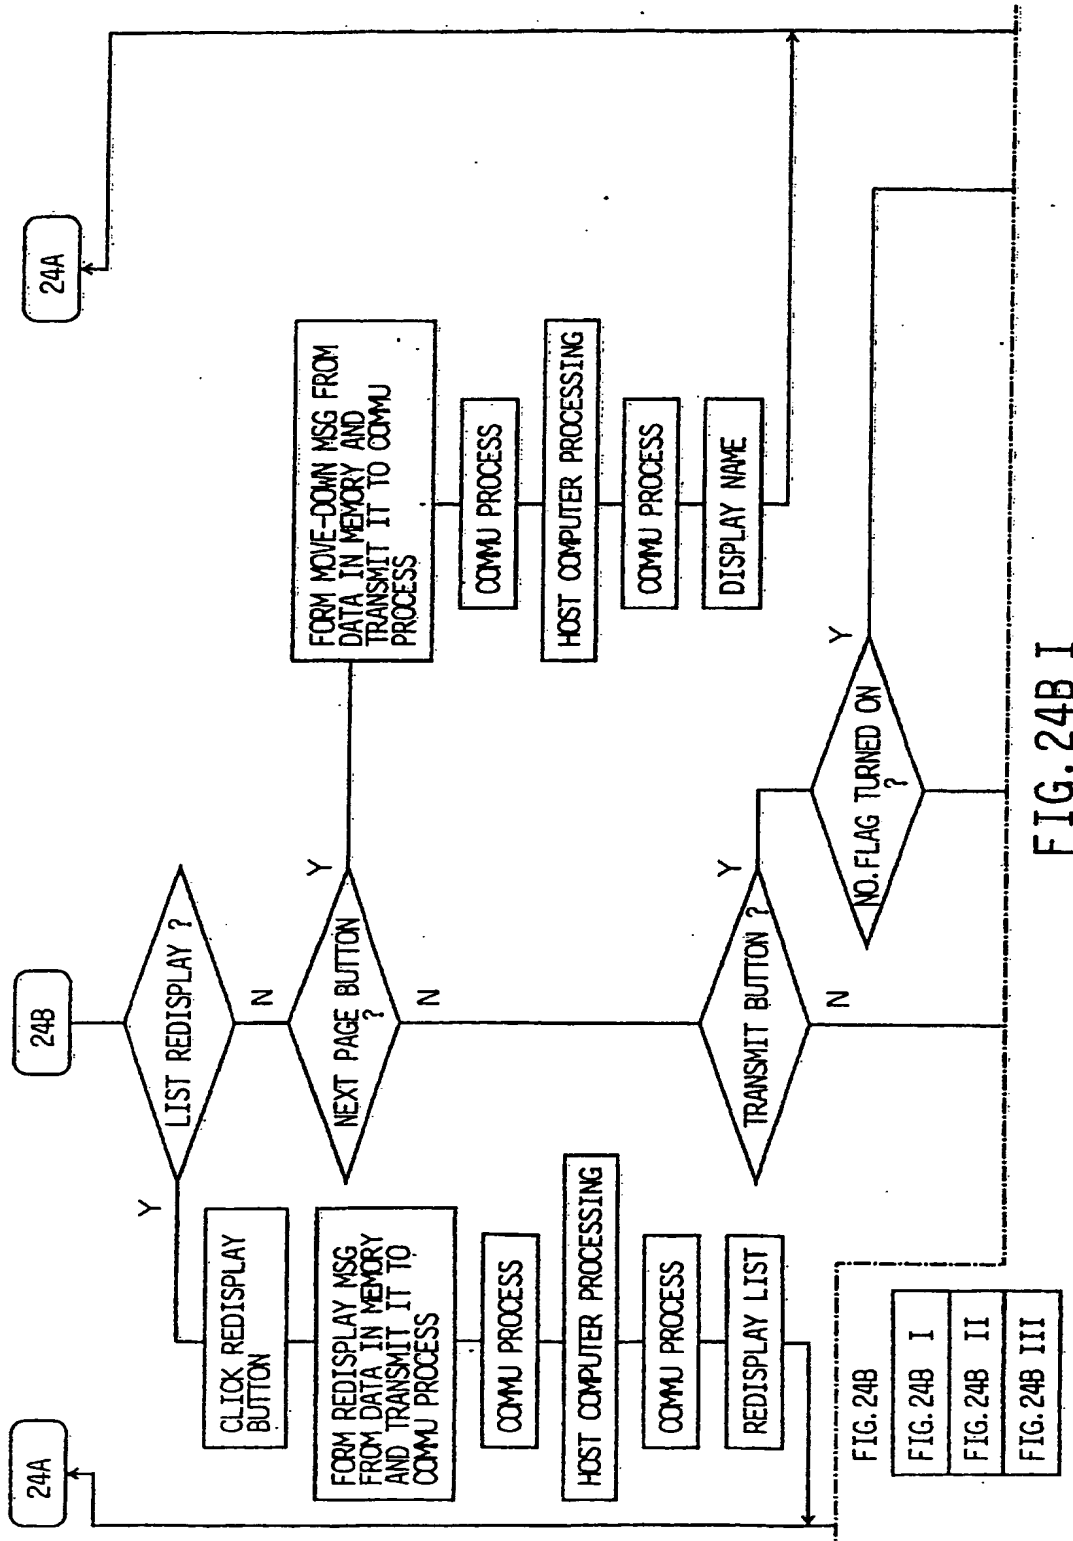 24A
24B
24A
LIST REDISPLAY ?
Y
N
CLICK REDISPLAY
BUTTON
FORM REDISPLAY MSG
FROM DATA IN MEMORY
AND TRANSMIT IT TO
COMMU PROCESS
COMMU PROCESS
HOST COMPUTER PROCESSING
COMMU PROCESS
REDISPLAY LIST
NEXT PAGE BUTTON
?
Y
N
FORM MOVE-DOWN MSG FROM
DATA IN MEMORY AND
TRANSMIT IT TO COMMU
PROCESS
COMMU PROCESS
HOST COMPUTER PROCESSING
COMMU PROCESS
DISPLAY NAME
TRANSMIT BUTTON ?
Y
N
NO.FLAG TURNED ON
?
Y
FIG.24B
FIG.24B I
FIG.24B II
FIG.24B III
FIG.24B I